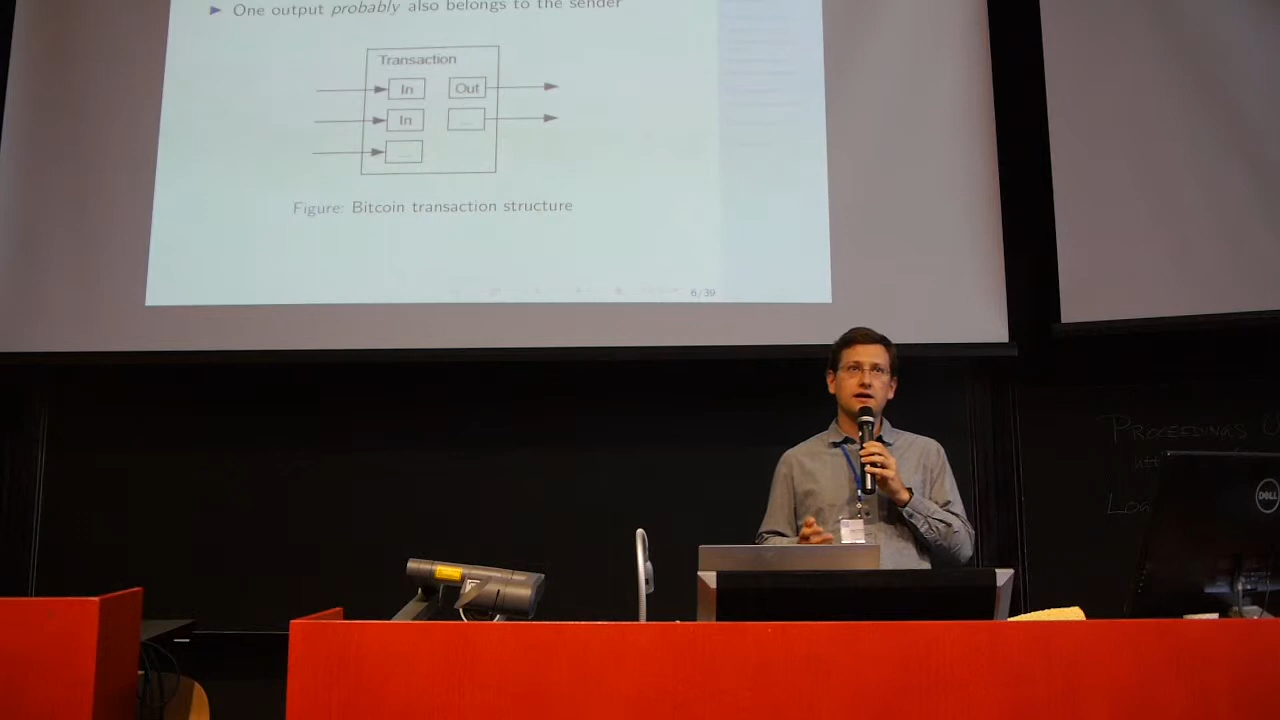 ▶ One output probably also belongs to the sender
Transaction
In
Out
In
...
...
Figure: Bitcoin transaction structure
6/39
PROCEEDINGS
DELL